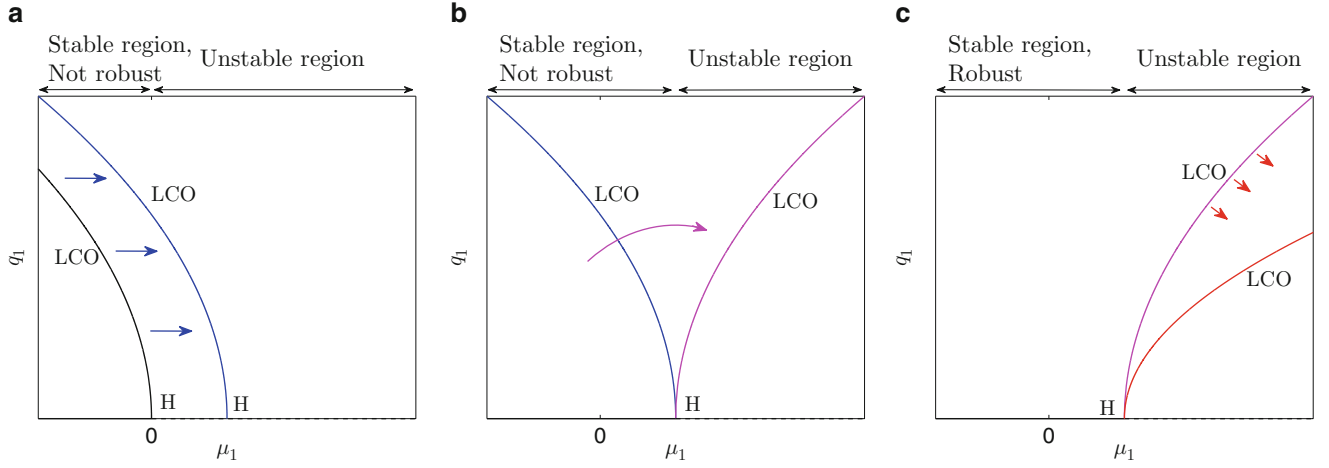 a
Stable region,
Not robust
Unstable region
LCO
LCO
H
H
q1
0
μ1
b
Stable region,
Not robust
Unstable region
LCO
LCO
H
0
μ1
c
Stable region,
Robust
Unstable region
LCO
LCO
H
q1
0
μ1